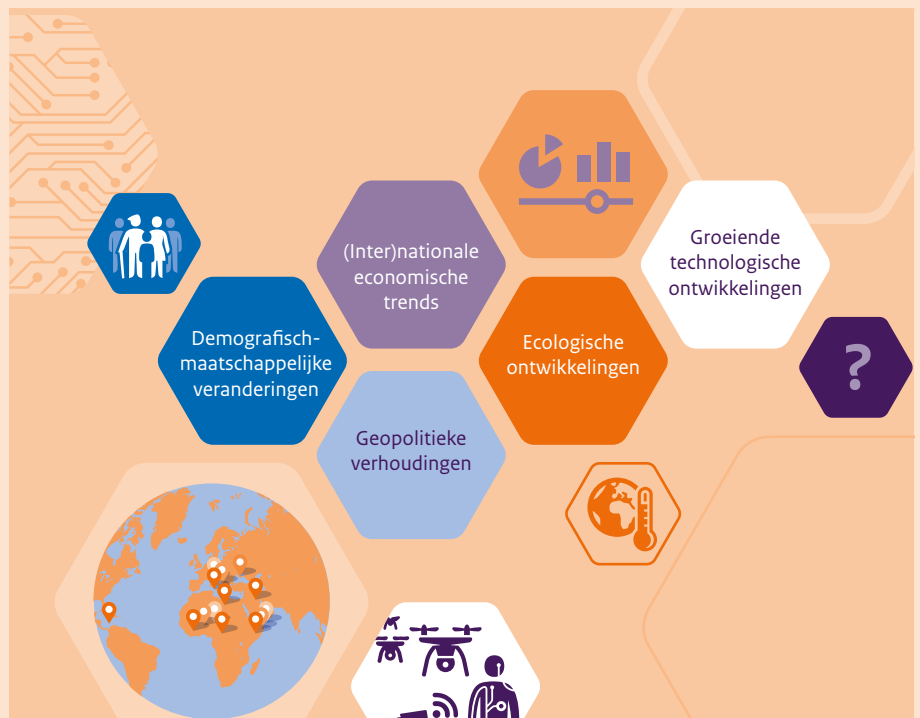 (Inter)nationale
economische
trends
Groeiende
technologische
ontwikkelingen
Demografisch-
maatschappelijke
veranderingen
Ecologische
ontwikkelingen
?
Geopolitieke
verhoudingen